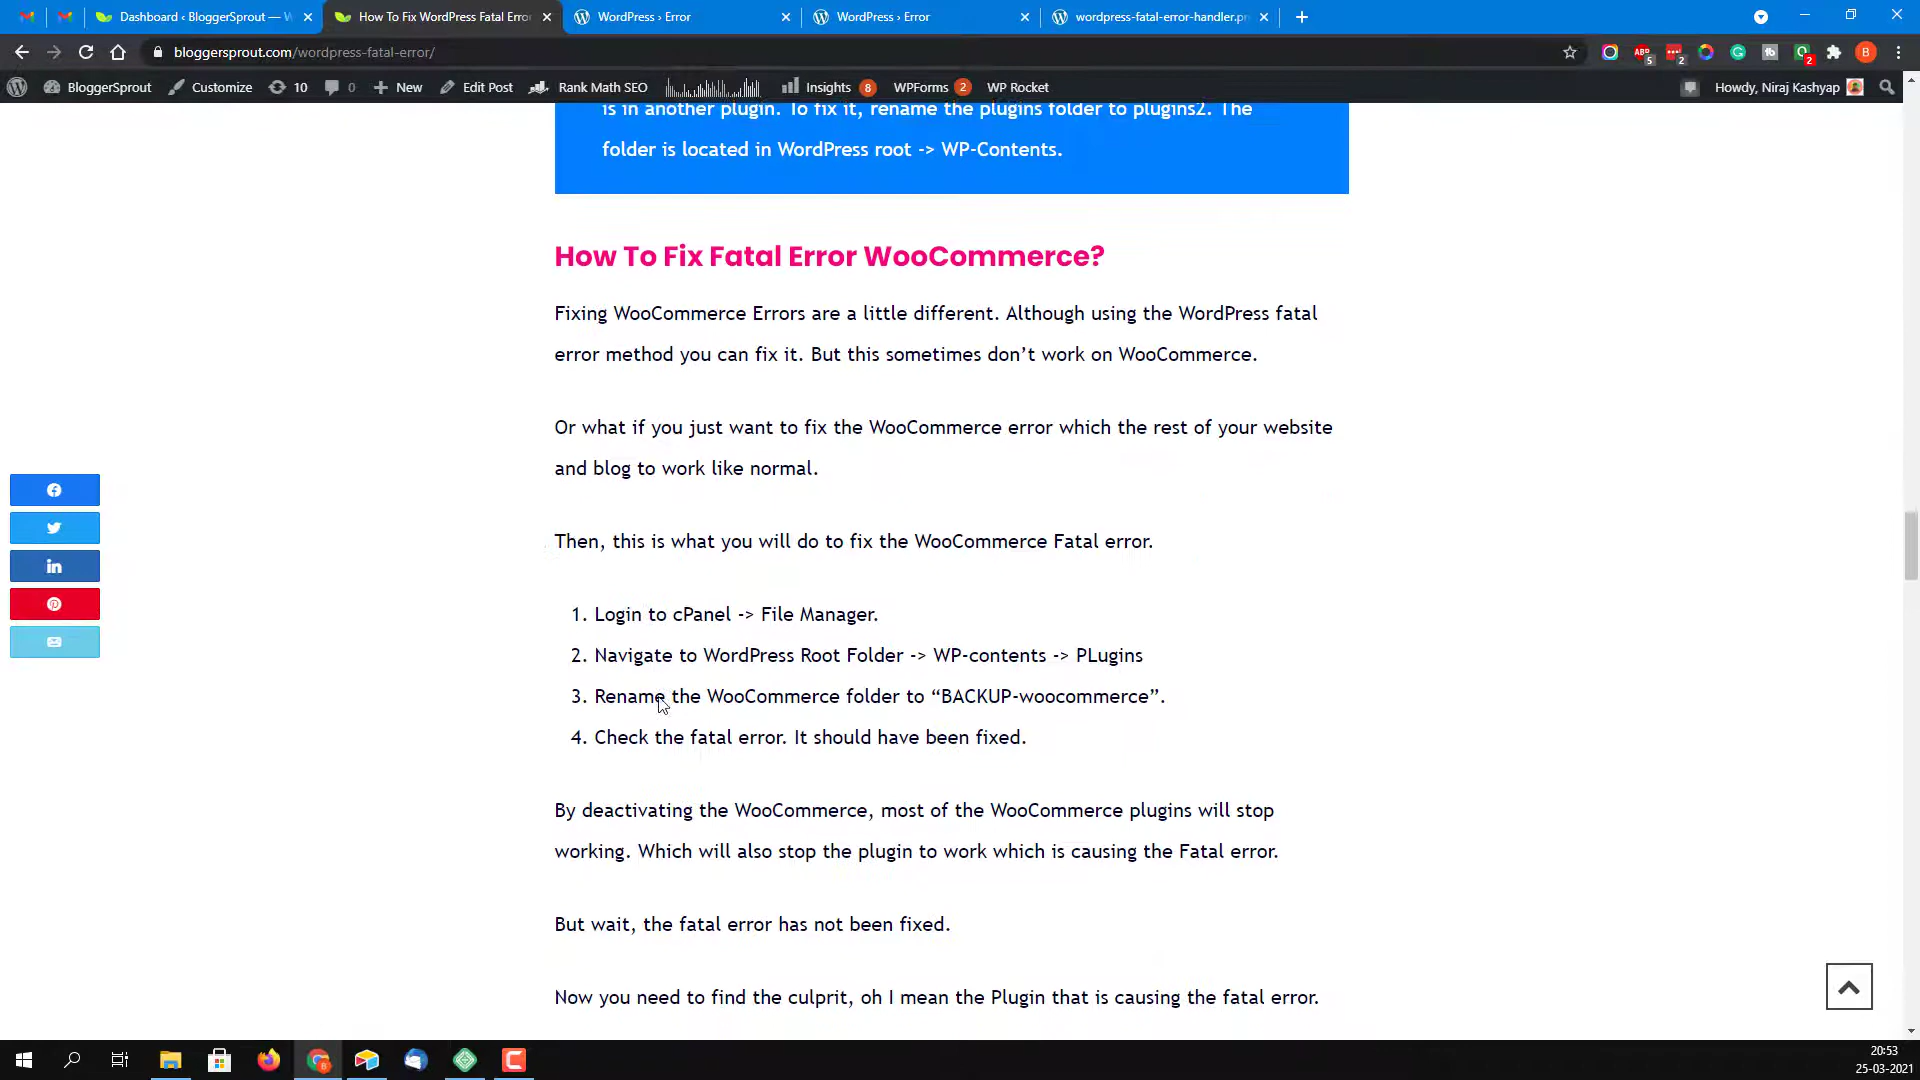 Dashboard ‹ BloggerSprout — W
How To Fix WordPress Fatal Erro
WordPress › Error
WordPress › Error
wordpress-fatal-error-handler.pn
bloggersprout.com/wordpress-fatal-error/
BloggerSprout
Customize
10
0
New
Edit Post
Rank Math SEO
Insights 8
WPForms 2
WP Rocket
Howdy, Niraj Kashyap
is in another plugin. To fix it, rename the plugins folder to plugins2. The
folder is located in WordPress root -> WP-Contents.
How To Fix Fatal Error WooCommerce?
Fixing WooCommerce Errors are a little different. Although using the WordPress fatal
error method you can fix it. But this sometimes don’t work on WooCommerce.
Or what if you just want to fix the WooCommerce error which the rest of your website
and blog to work like normal.
Then, this is what you will do to fix the WooCommerce Fatal error.
1. Login to cPanel -> File Manager.
2. Navigate to WordPress Root Folder -> WP-contents -> PLugins
3. Rename the WooCommerce folder to “BACKUP-woocommerce”.
4. Check the fatal error. It should have been fixed.
By deactivating the WooCommerce, most of the WooCommerce plugins will stop
working. Which will also stop the plugin to work which is causing the Fatal error.
But wait, the fatal error has not been fixed.
Now you need to find the culprit, oh I mean the Plugin that is causing the fatal error.
20:53
25-03-2021